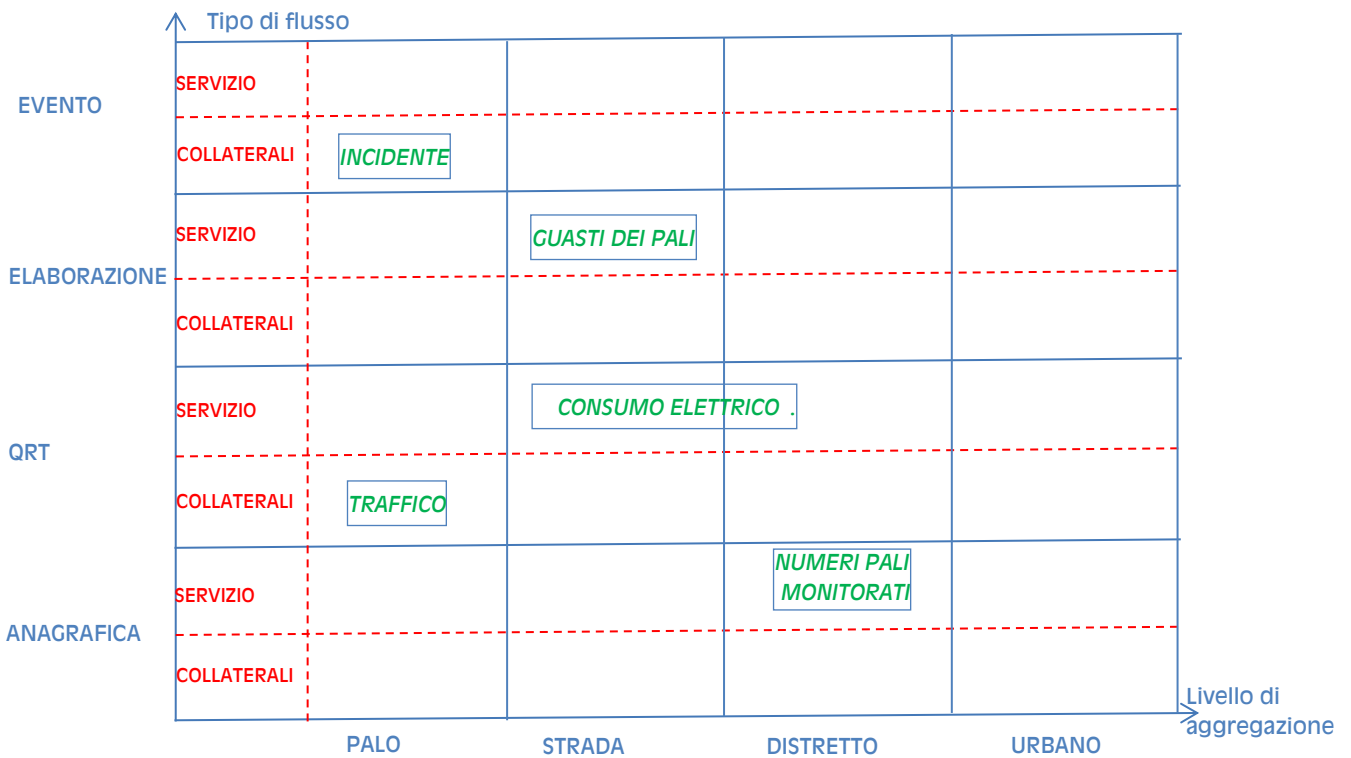 Tipo di flusso
SERVIZIO
EVENTO
COLLATERALI
INCIDENTE
SERVIZIO
GUASTI DEI PALI
ELABORAZIONE
COLLATERALI
SERVIZIO
CONSUMO ELETTRICO .
QRT
COLLATERALI
TRAFFICO
NUMERI PALI
MONITORATI
SERVIZIO
ANAGRAFICA
COLLATERALI
Livello di
aggregazione
PALO
STRADA
DISTRETTO
URBANO